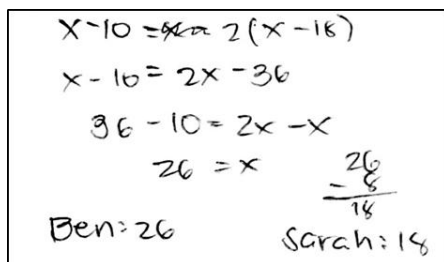 x - 10 = 2(x - 18)
x - 10 = 2x - 36
36 - 10 = 2x - x
26 = x
26
- 8
18
Ben: 26
Sarah: 18